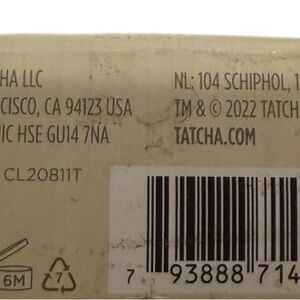 HA LLC
CISCO, CA 94123 USA
IC HSE GU14 7NA
CL20811T
6M
7
NL: 104 SCHIPHOL, 1
TM & © 2022 TATCHA
TATCHA.COM
7 93888 714